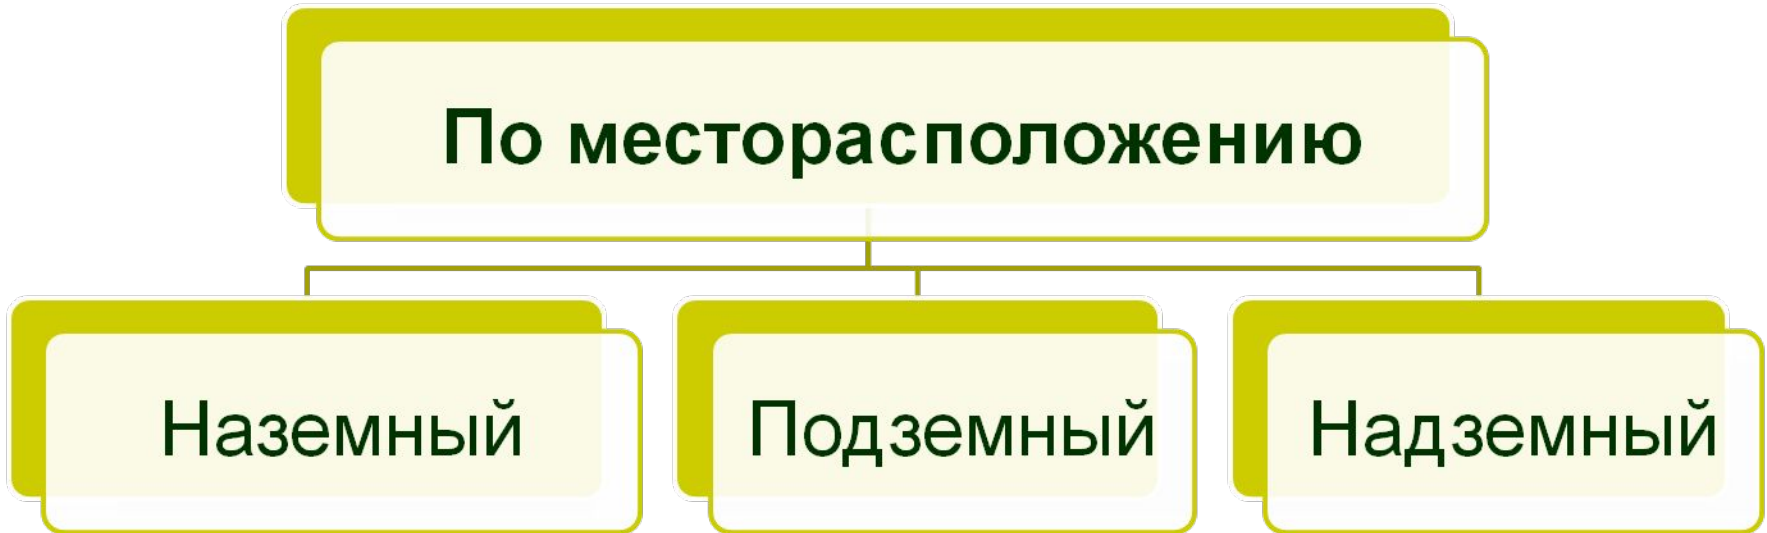 По месторасположению
Наземный
Подземный
Надземный